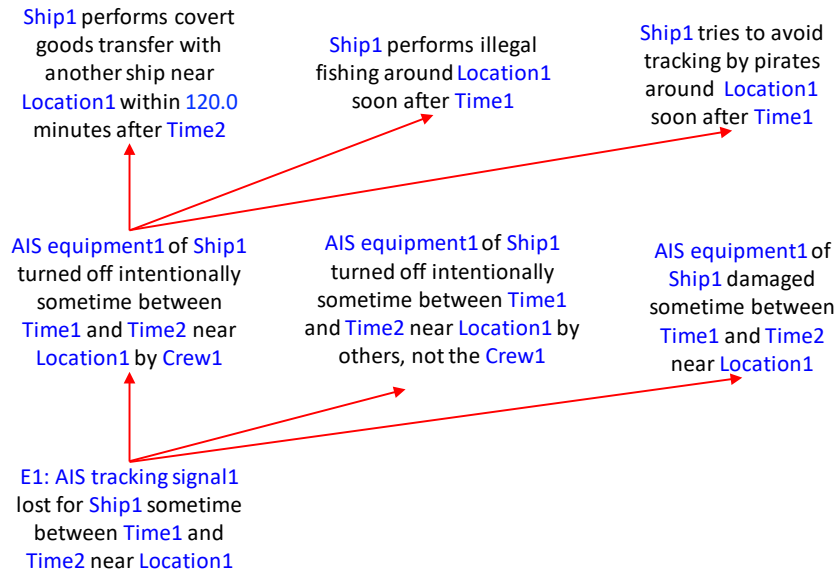 Ship1 performs covert
goods transfer with
another ship near
Location1 within 120.0
minutes after Time2
Ship1 performs illegal
fishing around Location1
soon after Time1
Ship1 tries to avoid
tracking by pirates
around Location1
soon after Time1
AIS equipment1 of Ship1
turned off intentionally
sometime between
Time1 and Time2 near
Location1 by Crew1
AIS equipment1 of Ship1
turned off intentionally
sometime between Time1
and Time2 near Location1 by
others, not the Crew1
AIS equipment1 of
Ship1 damaged
sometime between
Time1 and Time2
near Location1
E1: AIS tracking signal1
lost for Ship1 sometime
between Time1 and
Time2 near Location1